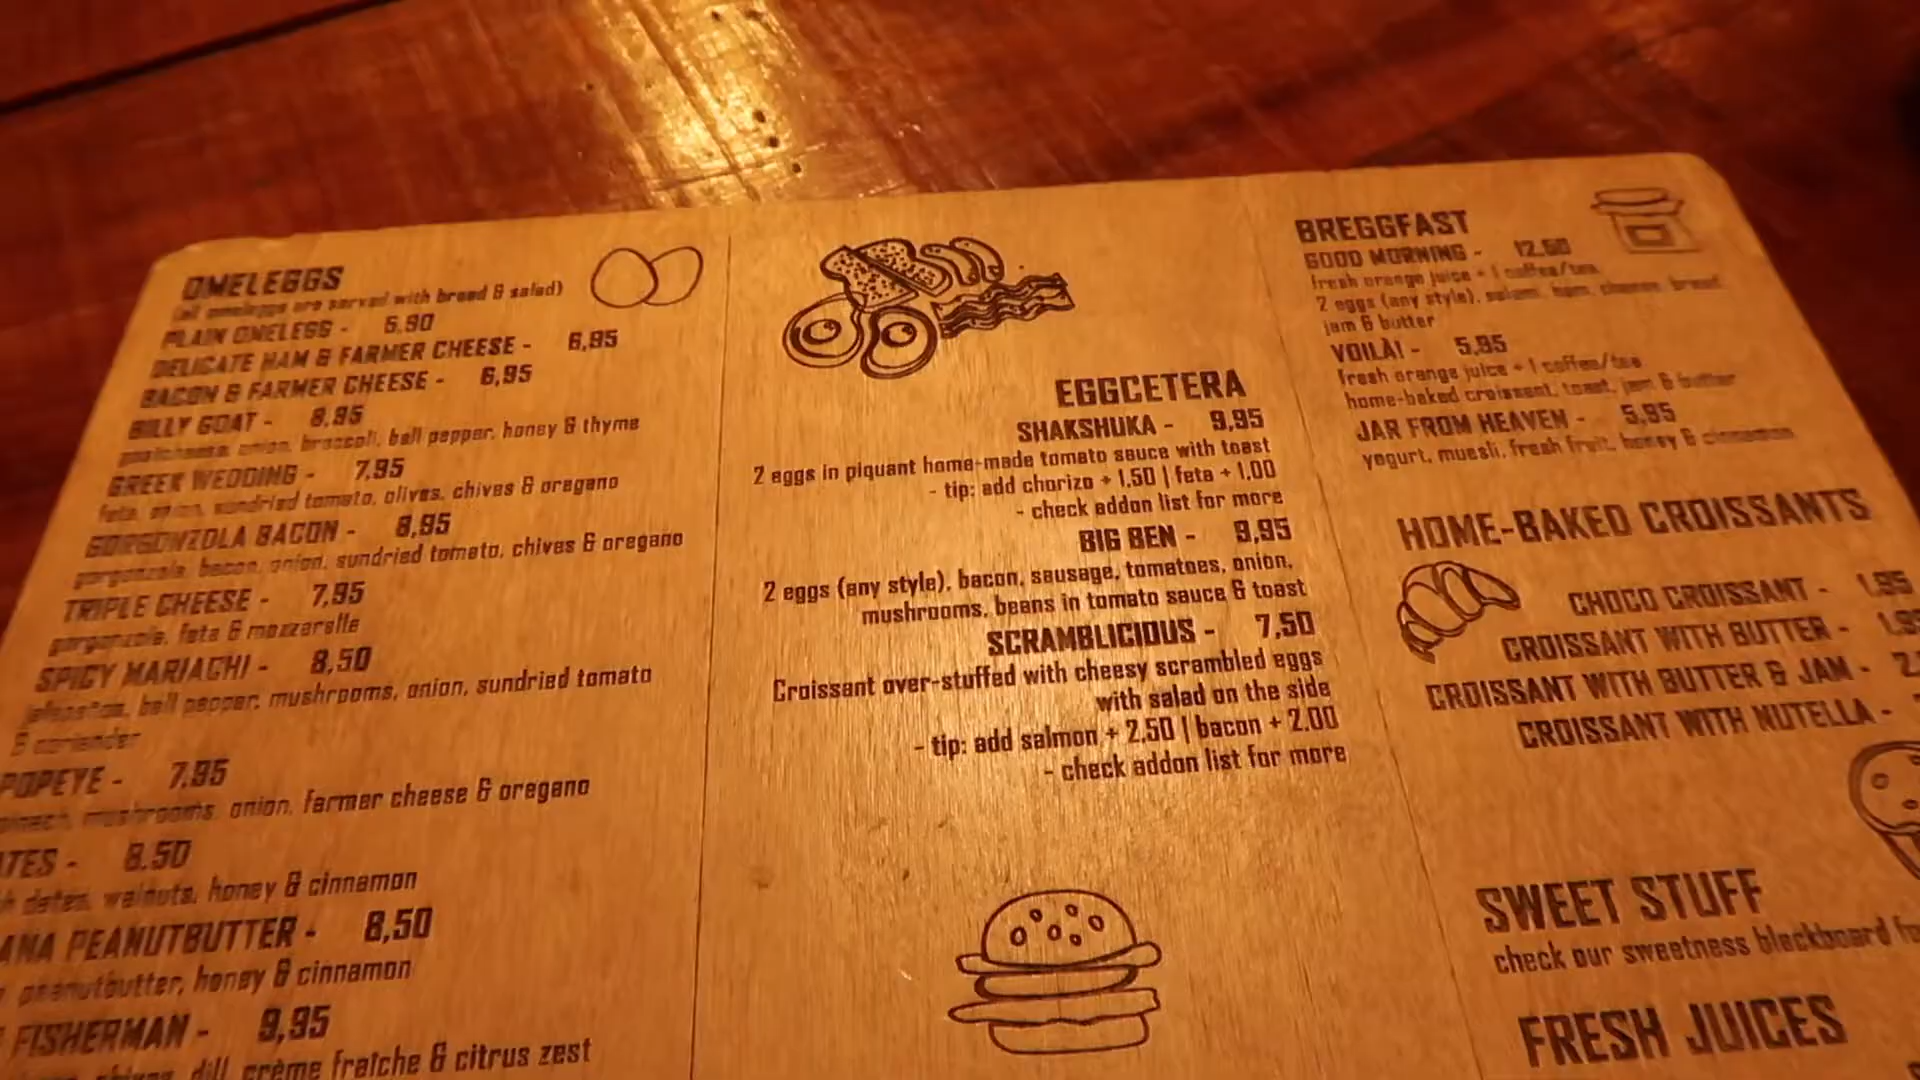 OMELEGGS
(all omeleggs are served with bread & salad)
PLAIN OMELEGG - 6.90
DELICATE HAM & FARMER CHEESE - 6,95
BACON & FARMER CHEESE - 6,95
BILLY GOAT - 8,95
goatcheese, onion, broccoli, bell pepper, honey & thyme
GREEK WEDDING - 7,95
feta, onion, sundried tomato, olives, chives & oregano
GORGONZOLA BACON - 8,95
gorgonzola, bacon, onion, sundried tomato, chives & oregano
TRIPLE CHEESE - 7,95
gorgonzola, feta & mozzarella
SPICY MARIACHI - 8,50
jalapeños, bell pepper, mushrooms, onion, sundried tomato
& coriander
POPEYE - 7,95
mushrooms, onion, farmer cheese & oregano
8.50
dates, walnuts, honey & cinnamon
PEANUTBUTTER - 8,50
peanutbutter, honey & cinnamon
FISHERMAN - 9,95
chives, dill, crème fraîche & citrus zest
EGGCETERA
SHAKSHUKA - 9,95
2 eggs in piquant home-made tomato sauce with toast
- tip: add chorizo + 1.50 | feta + 1.00
- check addon list for more
BIG BEN - 9,95
2 eggs (any style), bacon, sausage, tomatoes, onion,
mushrooms, beans in tomato sauce & toast
SCRAMBLICIOUS - 7,50
Croissant over-stuffed with cheesy scrambled eggs
with salad on the side
- tip: add salmon + 2.50 | bacon + 2.00
- check addon list for more
BREGGFAST
GOOD MORNING - 12.50
fresh orange juice + 1 coffee/tea
2 eggs (any style), salami, ham, cheese, bread
jam & butter
VOILÀ! - 5,95
fresh orange juice + 1 coffee/tea
home-baked croissant, toast, jam & butter
JAR FROM HEAVEN - 5,95
yogurt, muesli, fresh fruit, honey & cinnamon
HOME-BAKED CROISSANTS
CHOCO CROISSANT - 1,95
CROISSANT WITH BUTTER -
CROISSANT WITH BUTTER & JAM -
CROISSANT WITH NUTELLA -
SWEET STUFF
check our sweetness blackboard
FRESH JUICES